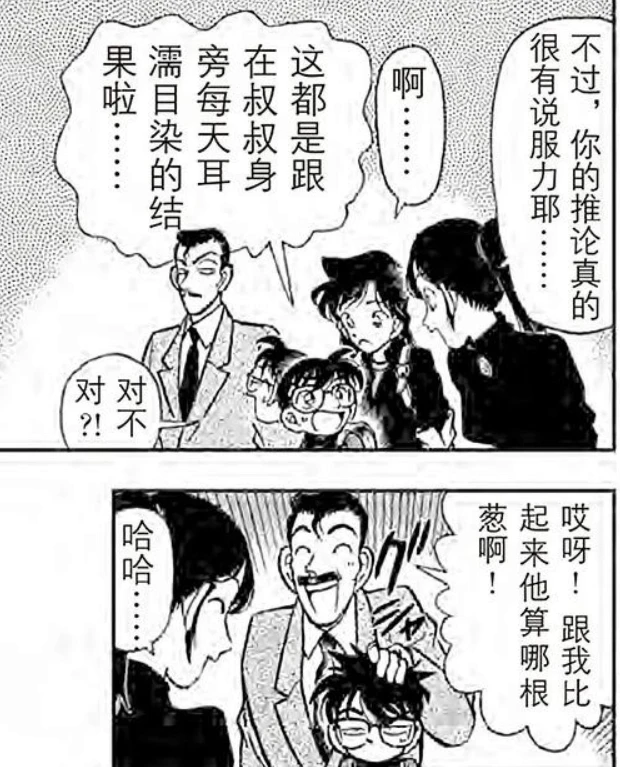 不过，你的推论真的
很有说服力耶……
啊……
这都是跟
在叔叔身
旁每天耳
濡目染的结
果啦……
对不
对?!
哎呀！跟我比
起来他算哪根
葱啊！
哈哈……